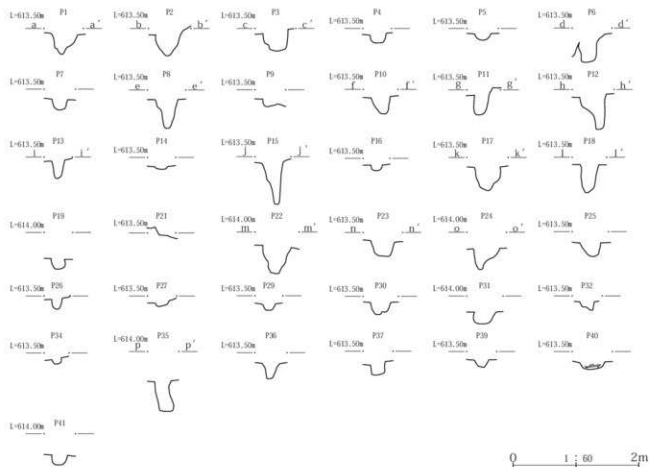 P1 P2 P3 P4 P5 P6
L=613.50m L=613.50m L=613.50m L=613.50m L=613.50m L=613.50m
a a′ b b′ c c′ d d′
P7 P8 P9 P10 P11 P12
L=613.50m L=613.50m L=613.50m L=613.50m L=613.50m L=613.50m
e e′ f f′ g g′ h h′
P13 P14 P15 P16 P17 P18
L=613.50m L=613.50m L=613.50m L=613.50m L=613.50m L=613.50m
i i′ j j′ k k′ l l′
P19 P21 P22 P23 P24 P25
L=614.00m L=613.50m L=614.00m L=613.50m L=614.00m L=613.50m
m m′ n n′ o o′
P26 P27 P29 P30 P31 P32
L=613.50m L=613.50m L=613.50m L=613.50m L=614.00m L=613.50m
P34 P35 P36 P37 P39 P40
L=613.50m L=614.00m L=613.50m L=613.50m L=613.50m L=613.50m
p p′
P41
L=614.00m
0 1:60 2m